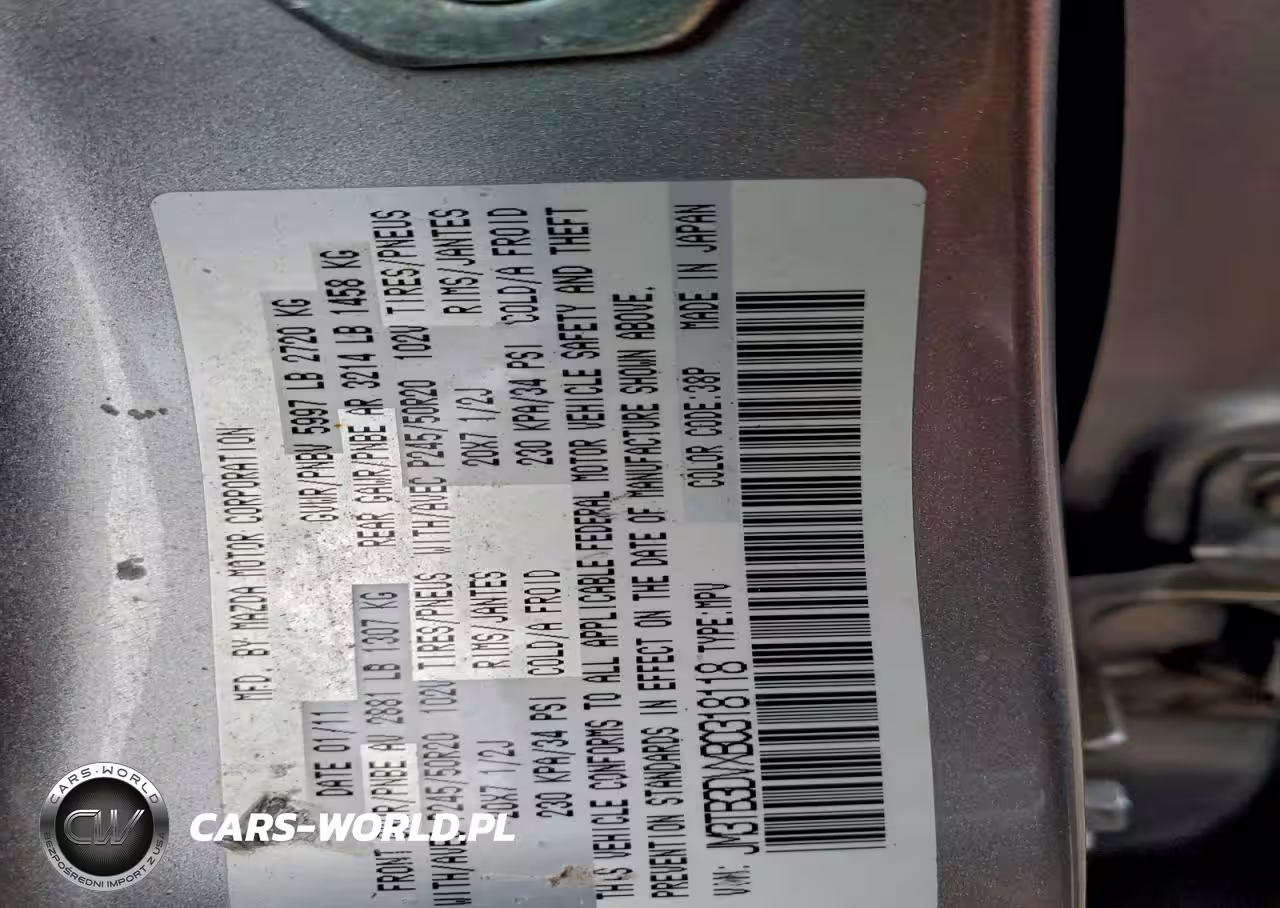 MFD. BY MAZDA MOTOR CORPORATION
DATE 01/11 GVWR/PNBV 5997 LB 2720 KG
FRONT PNBE AV 2881 LB 1307 KG REAR GAWR/PNBE AR 3214 LB 1458 KG
WITH/AVEC P245/50R20 102V TIRES/PNEUS WITH/AVEC P245/50R20 102V TIRES/PNEUS
20X7 1/2J RIMS/JANTES 20X7 1/2J RIMS/JANTES
230 KPA/34 PSI COLD/A FROID 230 KPA/34 PSI COLD/A FROID
THIS VEHICLE CONFORMS TO ALL APPLICABLE FEDERAL MOTOR VEHICLE SAFETY AND THEFT
PREVENTION STANDARDS IN EFFECT ON THE DATE OF MANUFACTURE SHOWN ABOVE.
VIN: JM3TB3DVXB0318118 TYPE:MPV COLOR CODE:38P MADE IN JAPAN
CARS-WORLD
CW
BEZPOŚREDNI IMPORT Z USA
CARS-WORLD.PL